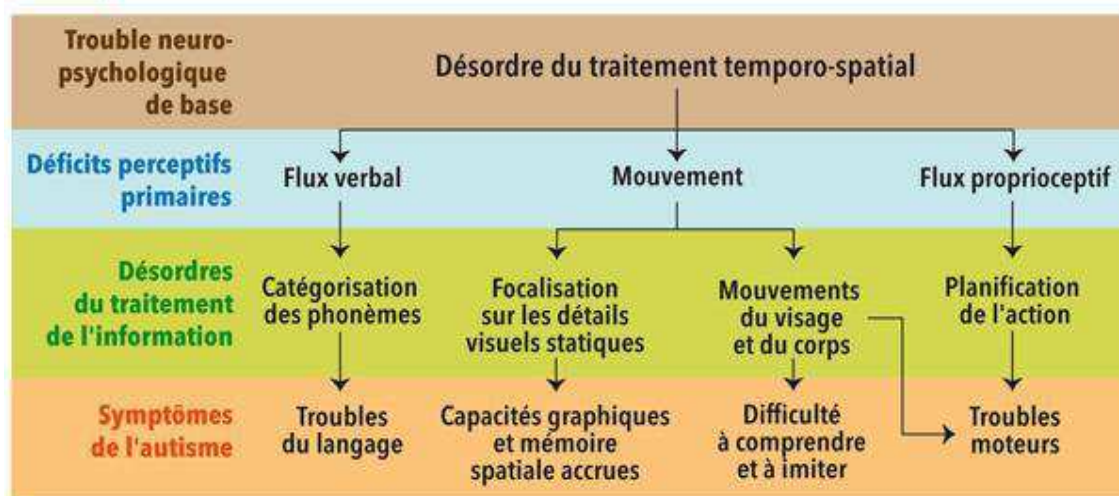 Trouble neuro-
psychologique
de base
Désordre du traitement temporo-spatial
Déficits perceptifs
primaires
Flux verbal
Mouvement
Flux proprioceptif
Désordres
du traitement
de l'information
Catégorisation
des phonèmes
Focalisation
sur les détails
visuels statiques
Mouvements
du visage
et du corps
Planification
de l'action
Symptômes
de l'autisme
Troubles
du langage
Capacités graphiques
et mémoire
spatiale accrues
Difficulté
à comprendre
et à imiter
Troubles
moteurs